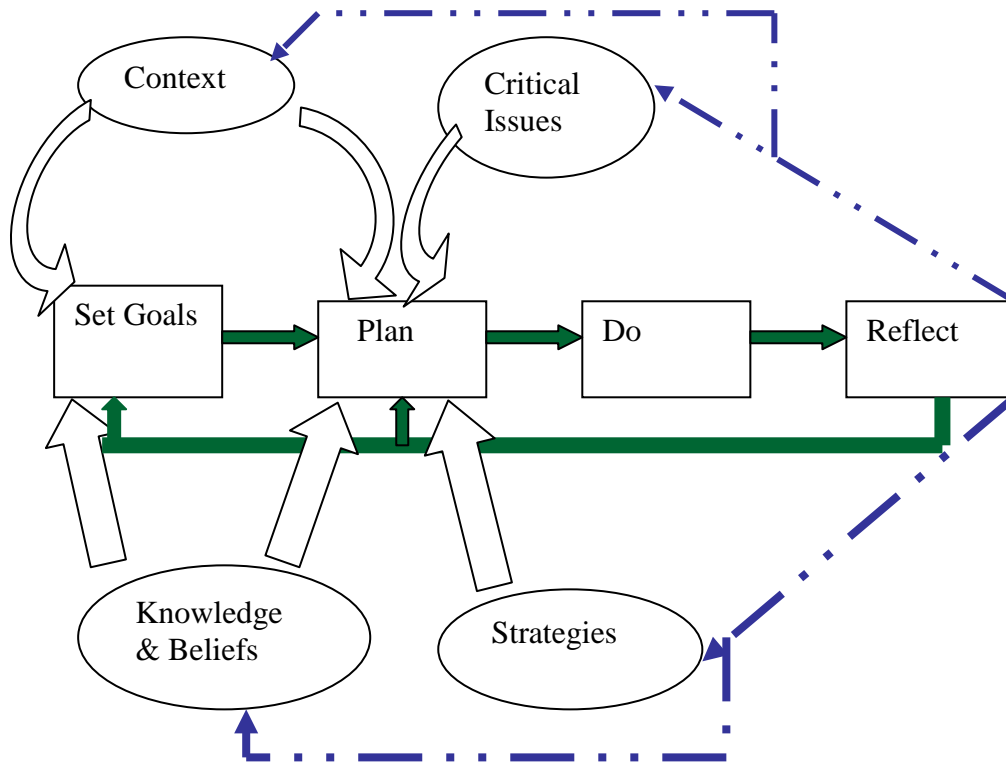 Context
Critical
Issues
Set Goals
Plan
Do
Reflect
Knowledge
& Beliefs
Strategies